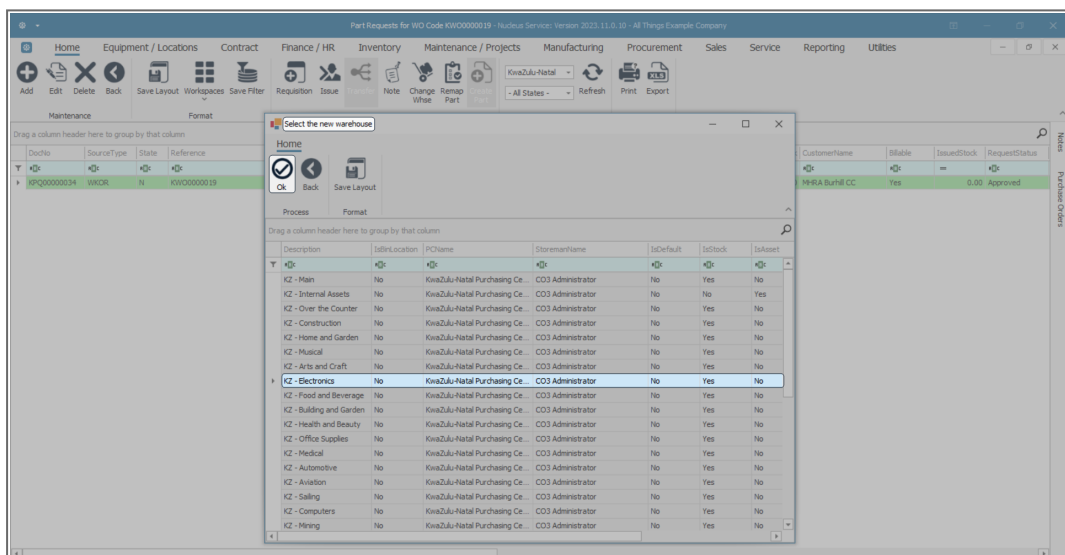 Part Requests for WO Code KWO0000019 - Nucleus Service: Version 2023.11.0.10 - All Things Example Company
Home Equipment / Locations Contract Finance / HR Inventory Maintenance / Projects Manufacturing Procurement Sales Service Reporting Utilities
Add Edit Delete Back Save Layout Workspaces Save Filter Requisition Issue Transfer Note Change Whse Remap Part Create Part KwaZulu-Natal - All States - Refresh Print Export
Maintenance Format
Drag a column header here to group by that column
DocNo SourceType State Reference CustomerName Billable IssuedStock RequestStatus
KPQ00000034 WKOR N KWO0000019 MHRA Burhill CC Yes 0.00 Approved
Notes
Purchase Orders
Select the new warehouse
Home
Ok Back Save Layout
Process Format
Drag a column header here to group by that column
Description IsBinLocation PCName StoremanName IsDefault IsStock IsAsset
KZ - Main No KwaZulu-Natal Purchasing Ce... CO3 Administrator No Yes No
KZ - Internal Assets No KwaZulu-Natal Purchasing Ce... CO3 Administrator No No Yes
KZ - Over the Counter No KwaZulu-Natal Purchasing Ce... CO3 Administrator No Yes No
KZ - Construction No KwaZulu-Natal Purchasing Ce... CO3 Administrator No Yes No
KZ - Home and Garden No KwaZulu-Natal Purchasing Ce... CO3 Administrator No Yes No
KZ - Musical No KwaZulu-Natal Purchasing Ce... CO3 Administrator No Yes No
KZ - Arts and Craft No KwaZulu-Natal Purchasing Ce... CO3 Administrator No Yes No
KZ - Electronics No KwaZulu-Natal Purchasing Ce... CO3 Administrator No Yes No
KZ - Food and Beverage No KwaZulu-Natal Purchasing Ce... CO3 Administrator No Yes No
KZ - Building and Garden No KwaZulu-Natal Purchasing Ce... CO3 Administrator No Yes No
KZ - Health and Beauty No KwaZulu-Natal Purchasing Ce... CO3 Administrator No Yes No
KZ - Office Supplies No KwaZulu-Natal Purchasing Ce... CO3 Administrator No Yes No
KZ - Medical No KwaZulu-Natal Purchasing Ce... CO3 Administrator No Yes No
KZ - Automotive No KwaZulu-Natal Purchasing Ce... CO3 Administrator No Yes No
KZ - Aviation No KwaZulu-Natal Purchasing Ce... CO3 Administrator No Yes No
KZ - Sailing No KwaZulu-Natal Purchasing Ce... CO3 Administrator No Yes No
KZ - Computers No KwaZulu-Natal Purchasing Ce... CO3 Administrator No Yes No
KZ - Mining No KwaZulu-Natal Purchasing Ce... CO3 Administrator No Yes No